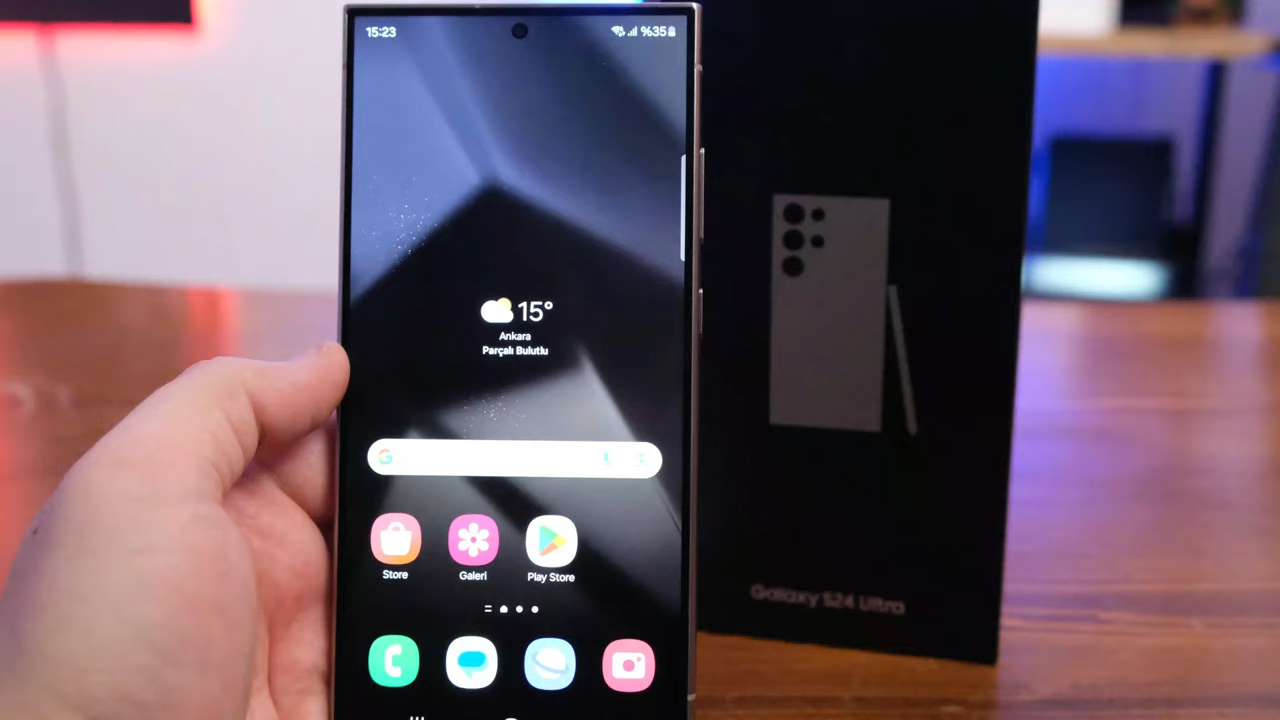 15:23
%35
15°
Ankara
Parçalı Bulutlu
Store
Galeri
Play Store
Galaxy S24 Ultra